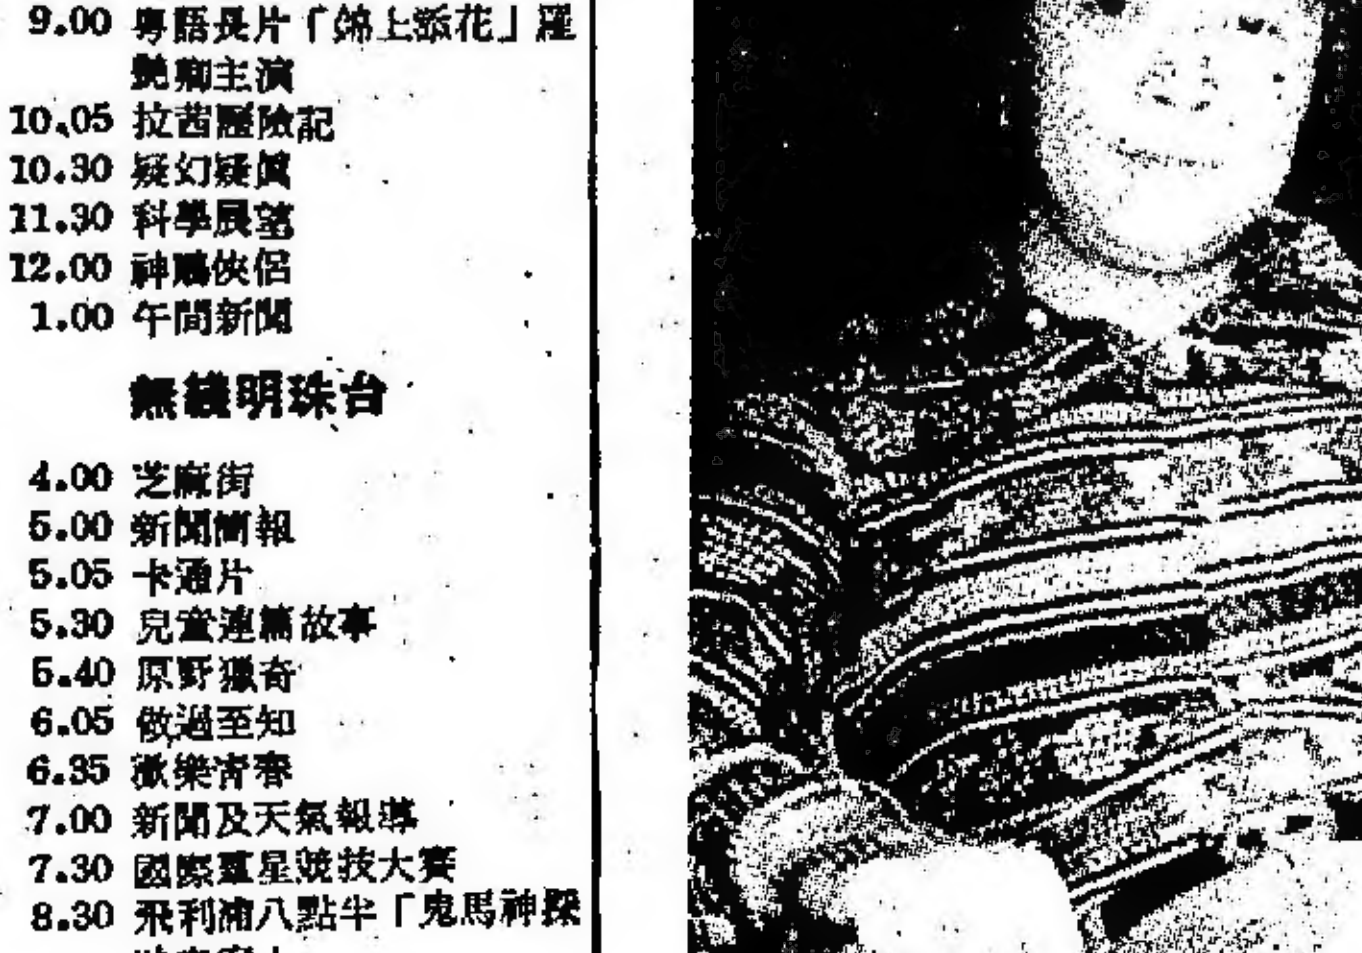 9.00 粤語長片「錦上添花」羅
艷卿主演
10.05 拉茜歷險記
10.30 疑幻疑眞
11.30 科學展望
12.00 神鵰俠侶
1.00 午間新聞
無綫明珠台
4.00 芝麻街
5.00 新聞簡報
5.05 卡通片
5.30 兒童連篇故事
5.40 原野獵奇
6.05 做過至知
6.35 歡樂青春
7.00 新聞及天氣報導
7.30 國際羣星競技大賽
8.30 飛利浦八點半「鬼馬神探